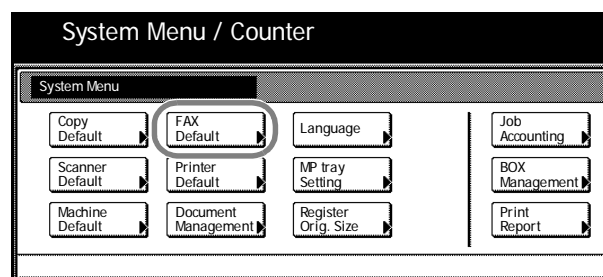 System Menu / Counter
System Menu
Copy
Default
FAX
Default
Language
Job
Accounting
Scanner
Default
Printer
Default
MP tray
Setting
BOX
Management
Machine
Default
Document
Management
Register
Orig. Size
Print
Report